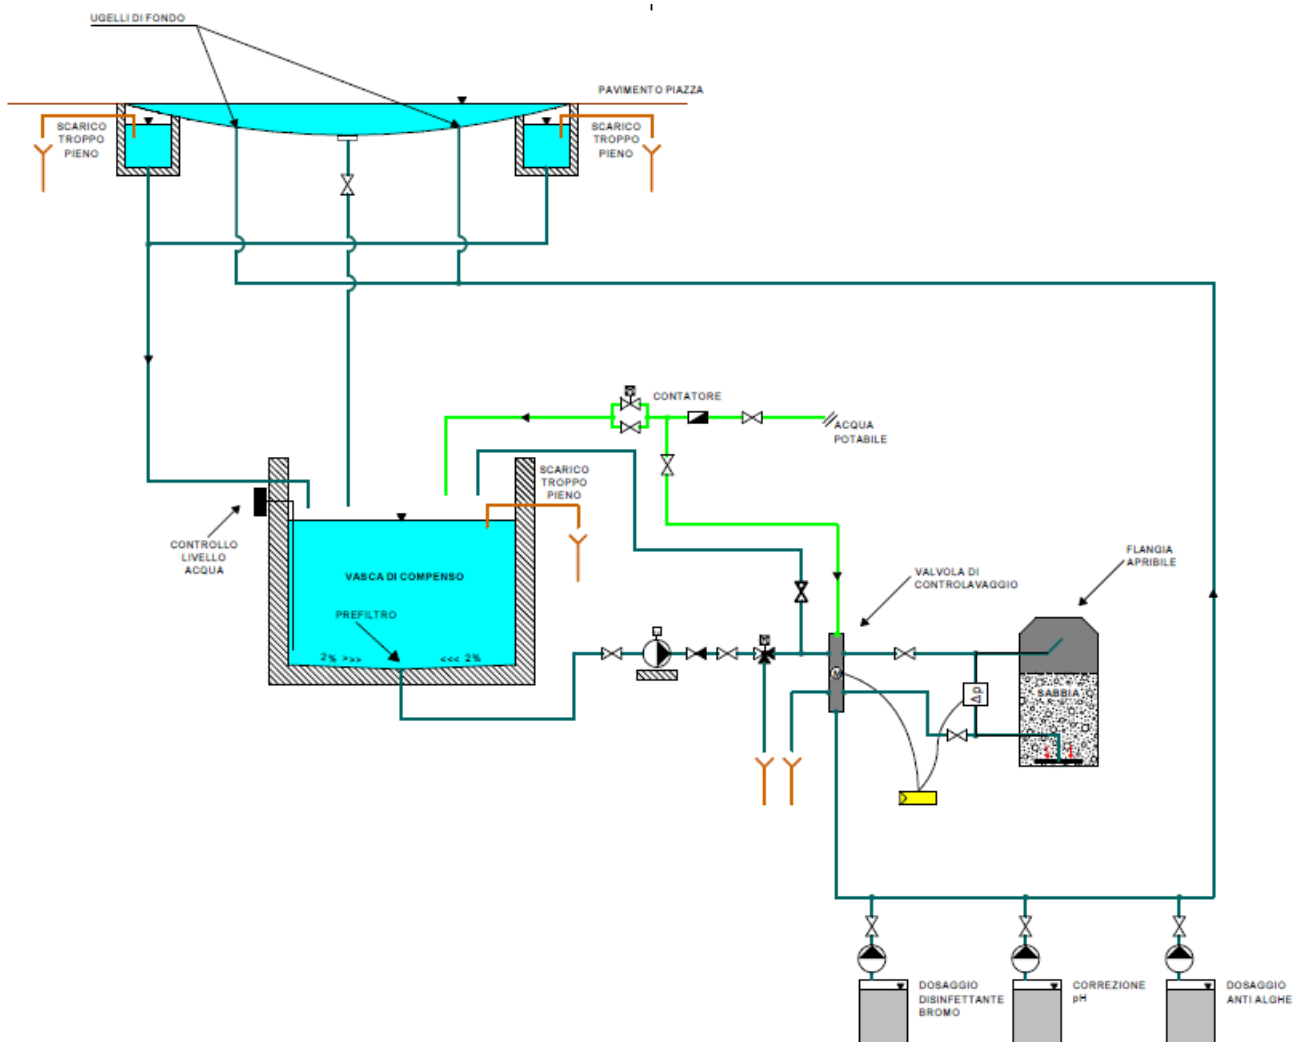 UGELLI DI FONDO
PAVIMENTO PIAZZA
SCARICO
TROPPO
PIENO
SCARICO
TROPPO
PIENO
CONTATORE
ACQUA
POTABILE
SCARICO
TROPPO
PIENO
CONTROLLO
LIVELLO
ACQUA
VASCA DI COMPENSO
PREFILTRO
2% >>>
<<< 2%
VALVOLA DI
CONTROLAVAGGIO
FLANGIA
APRIBILE
M
ΔP
SABBIA
DOSAGGIO
DISINFETTANTE
BROMO
CORREZIONE
pH
DOSAGGIO
ANTI ALGHE